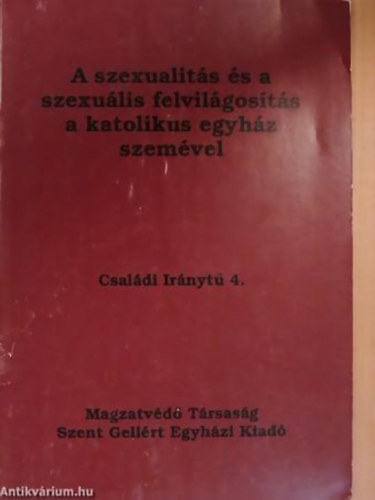 A szexualitás és a
szexuális felvilágosítás
a katolikus egyház
szemével
Családi Iránytű 4.
Magzatvédő Társaság
Szent Gellért Egyházi Kiadó
Antikvárium.hu